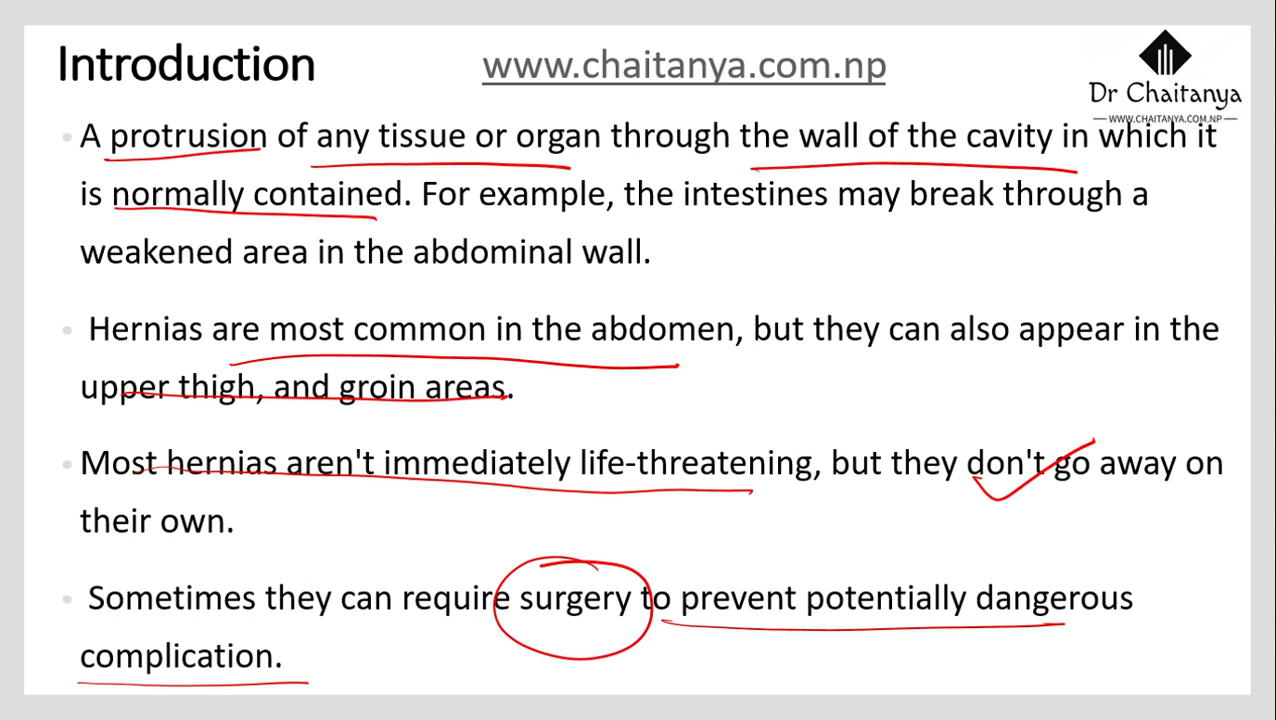 Introduction
www.chaitanya.com.np
Dr Chaitanya
WWW.CHAITANYA.COM.NP
• A protrusion of any tissue or organ through the wall of the cavity in which it
is normally contained. For example, the intestines may break through a
weakened area in the abdominal wall.
• Hernias are most common in the abdomen, but they can also appear in the
upper thigh, and groin areas.
• Most hernias aren't immediately life-threatening, but they don't go away on
their own.
• Sometimes they can require surgery to prevent potentially dangerous
complication.